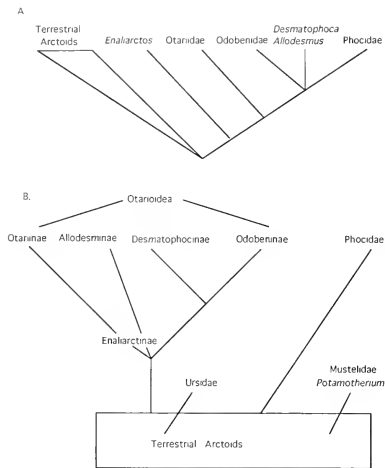 A
Terrestrial
Arctoids
Enaliarctos
Otariidae
Odobenidae
Desmatophoca
Allodesmus
Phocidae
B.
Otarioidea
Otariinae
Allodesminae
Desmatophocinae
Odobeninae
Phocidae
Enaliarctinae
Ursidae
Mustelidae
Potamotherium
Terrestrial Arctoids